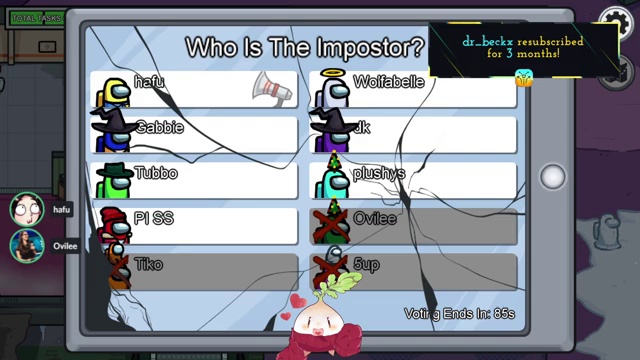 TOTAL TASKS
Who Is The Impostor?
dr_beckx resubscribed
for 3 months!
hafu
Wolfabelle
Gabbie
Jk
Tubbo
plushys
PI SS
Ovilee
Tiko
5up
hafu
Ovilee
Voting Ends In: 85s